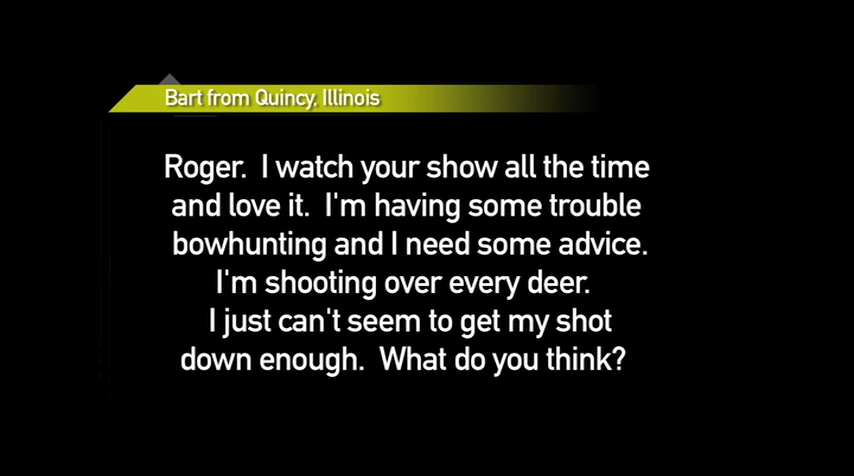 Bart from Quincy, Illinois
Roger.  I watch your show all the time
and love it.  I'm having some trouble
bowhunting and I need some advice.
I'm shooting over every deer.
I just can't seem to get my shot
down enough.  What do you think?